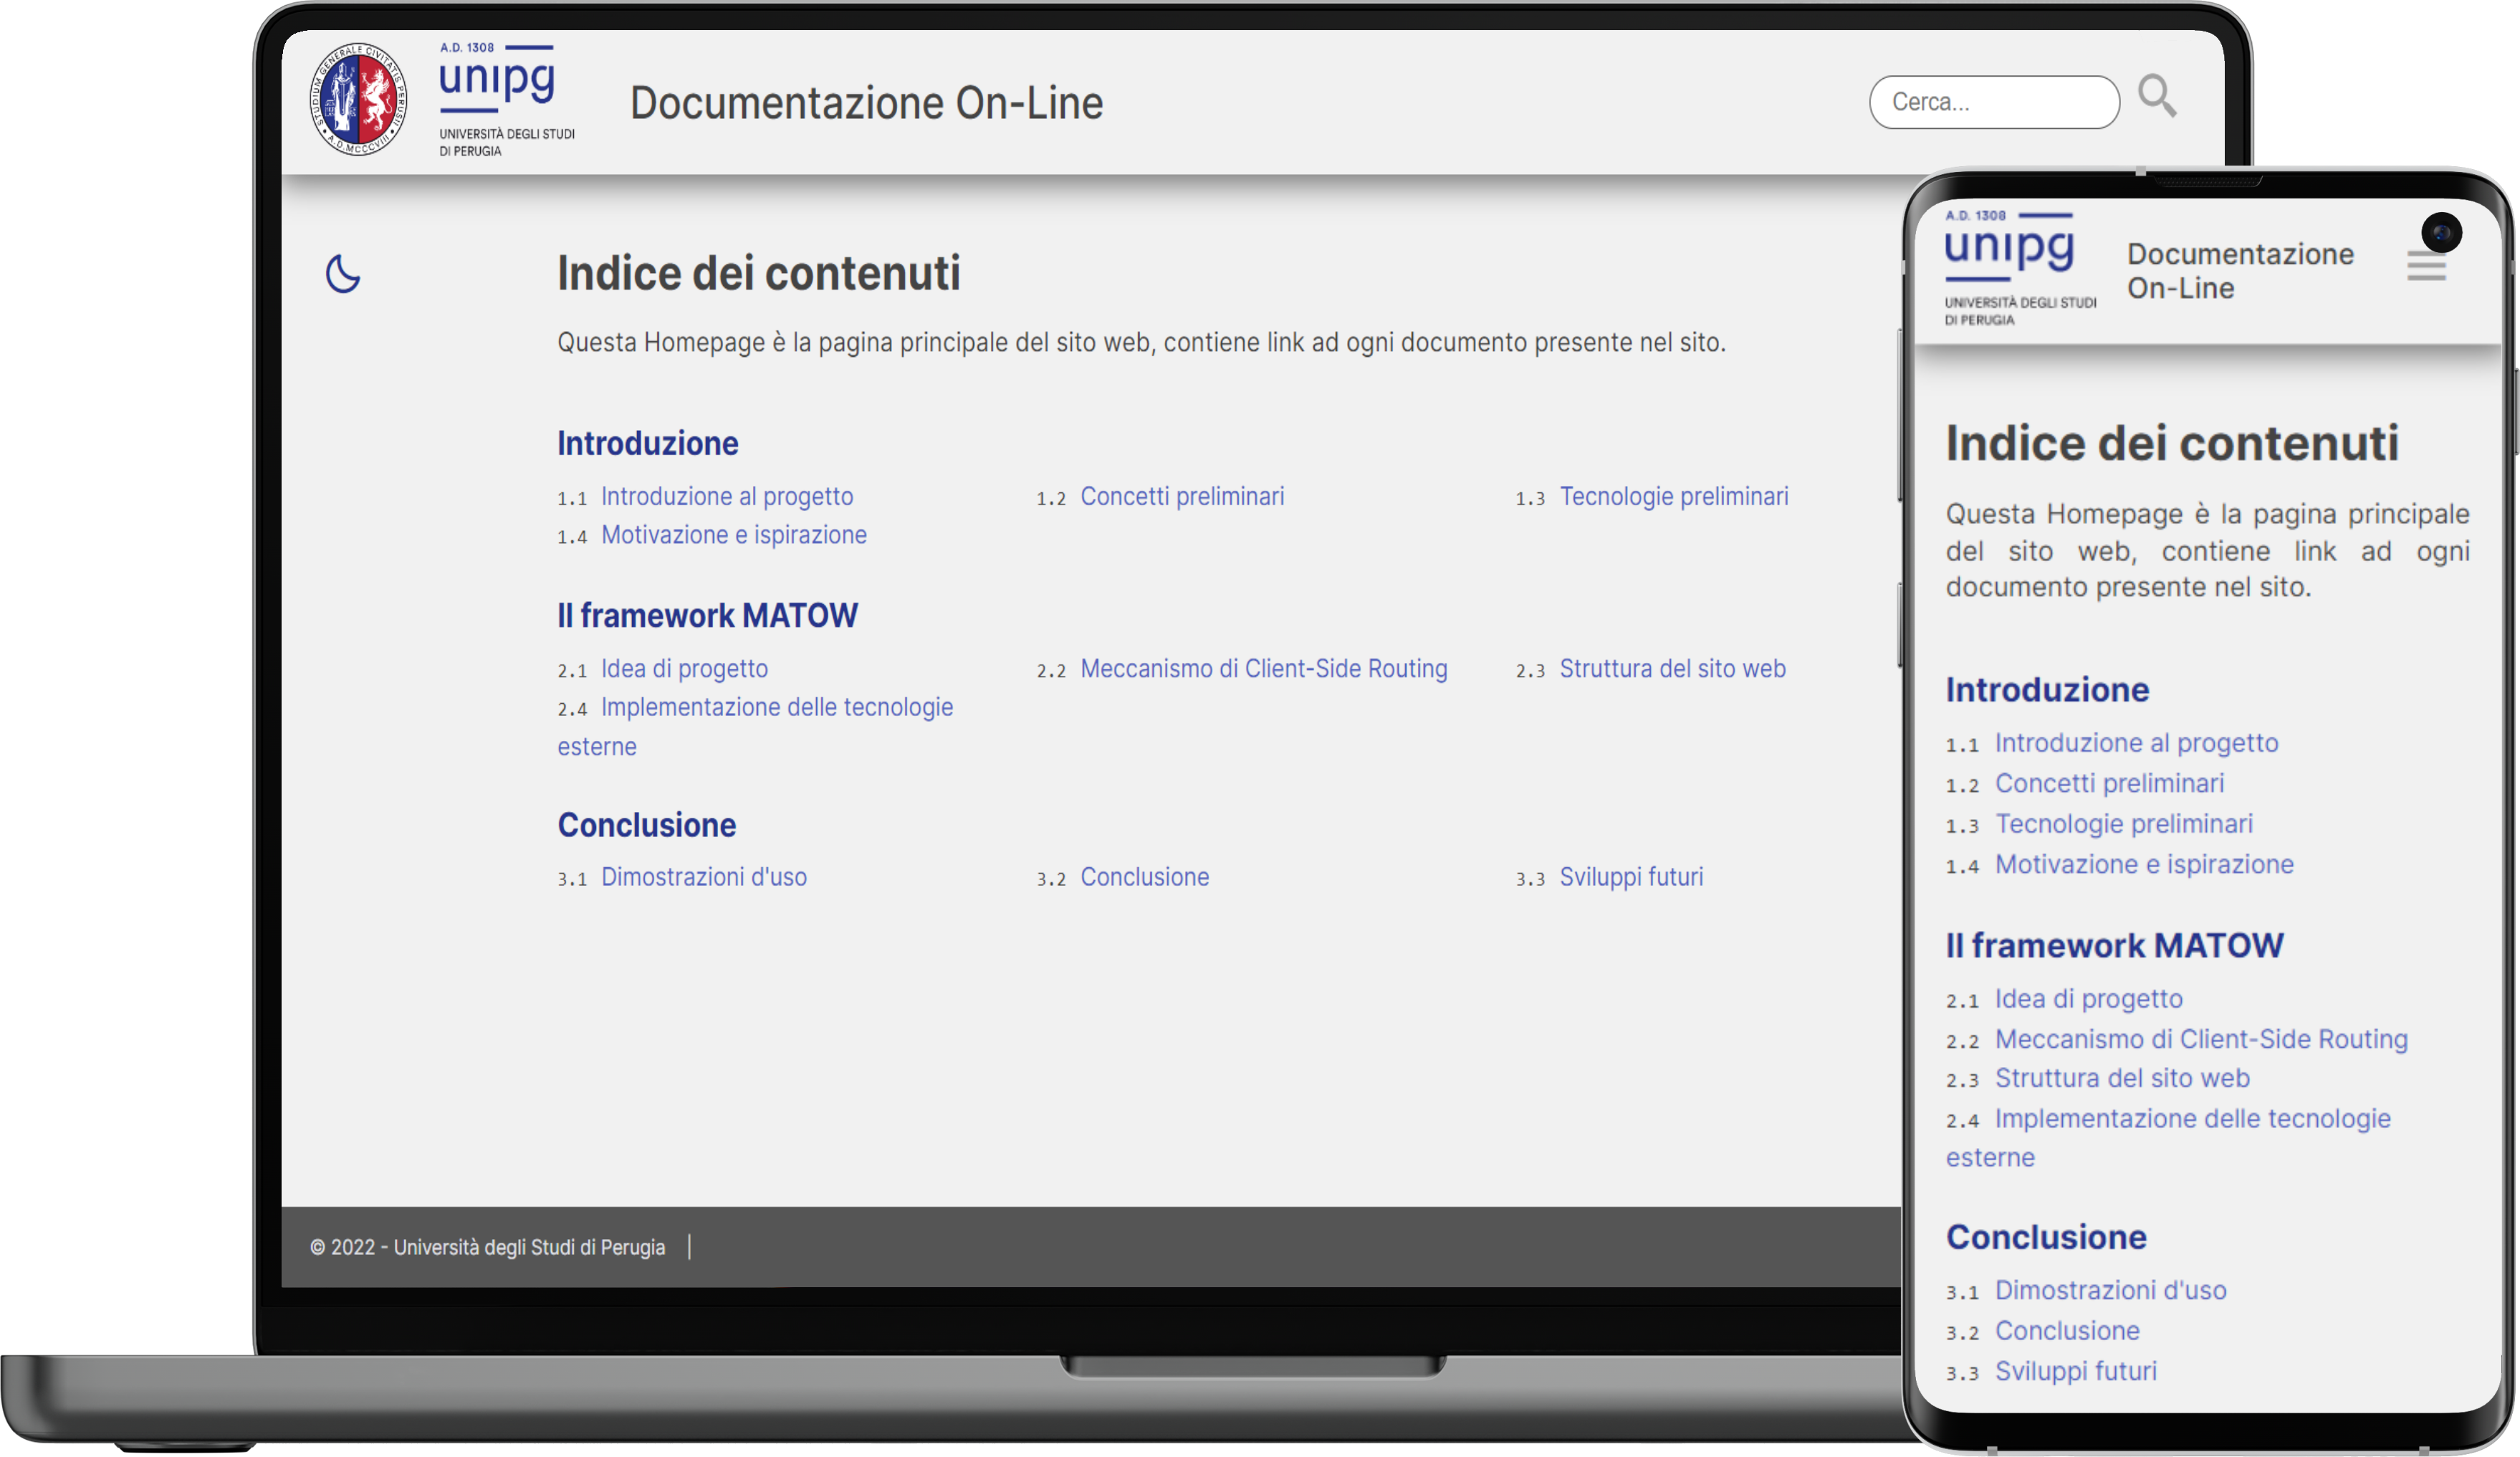 STUDIUM GENERALE CIVITATIS PERUSII
A.D. MCCCVIII
A.D. 1308
unipg
UNIVERSITÀ DEGLI STUDI
DI PERUGIA
Documentazione On-Line
Cerca...
Indice dei contenuti
Questa Homepage è la pagina principale del sito web, contiene link ad ogni documento presente nel sito.
Introduzione
1.1 Introduzione al progetto 1.2 Concetti preliminari 1.3 Tecnologie preliminari
1.4 Motivazione e ispirazione
Il framework MATOW
2.1 Idea di progetto 2.2 Meccanismo di Client-Side Routing 2.3 Struttura del sito web
2.4 Implementazione delle tecnologie
esterne
Conclusione
3.1 Dimostrazioni d'uso 3.2 Conclusione 3.3 Sviluppi futuri
© 2022 - Università degli Studi di Perugia |
A.D. 1308
unipg
UNIVERSITÀ DEGLI STUDI
DI PERUGIA
Documentazione
On-Line
Indice dei contenuti
Questa Homepage è la pagina principale
del sito web, contiene link ad ogni
documento presente nel sito.
Introduzione
1.1 Introduzione al progetto
1.2 Concetti preliminari
1.3 Tecnologie preliminari
1.4 Motivazione e ispirazione
Il framework MATOW
2.1 Idea di progetto
2.2 Meccanismo di Client-Side Routing
2.3 Struttura del sito web
2.4 Implementazione delle tecnologie
esterne
Conclusione
3.1 Dimostrazioni d'uso
3.2 Conclusione
3.3 Sviluppi futuri